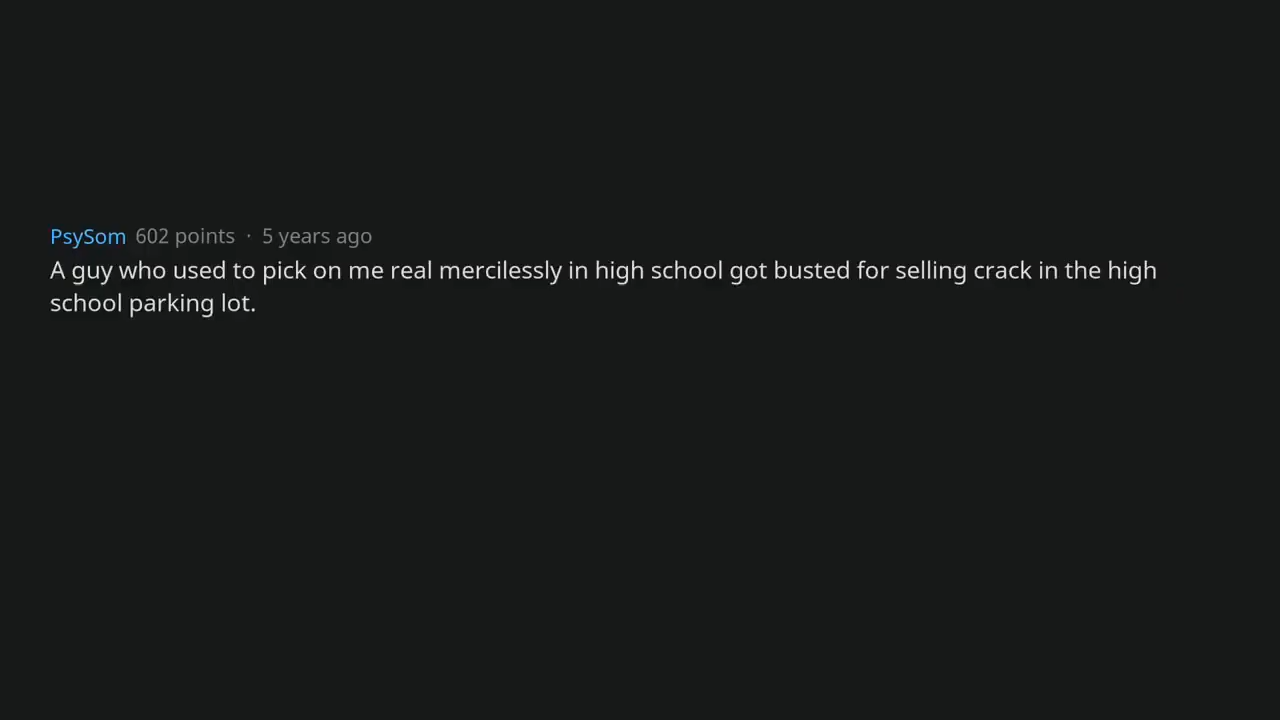 PsySom 602 points · 5 years ago
A guy who used to pick on me real mercilessly in high school got busted for selling crack in the high
school parking lot.